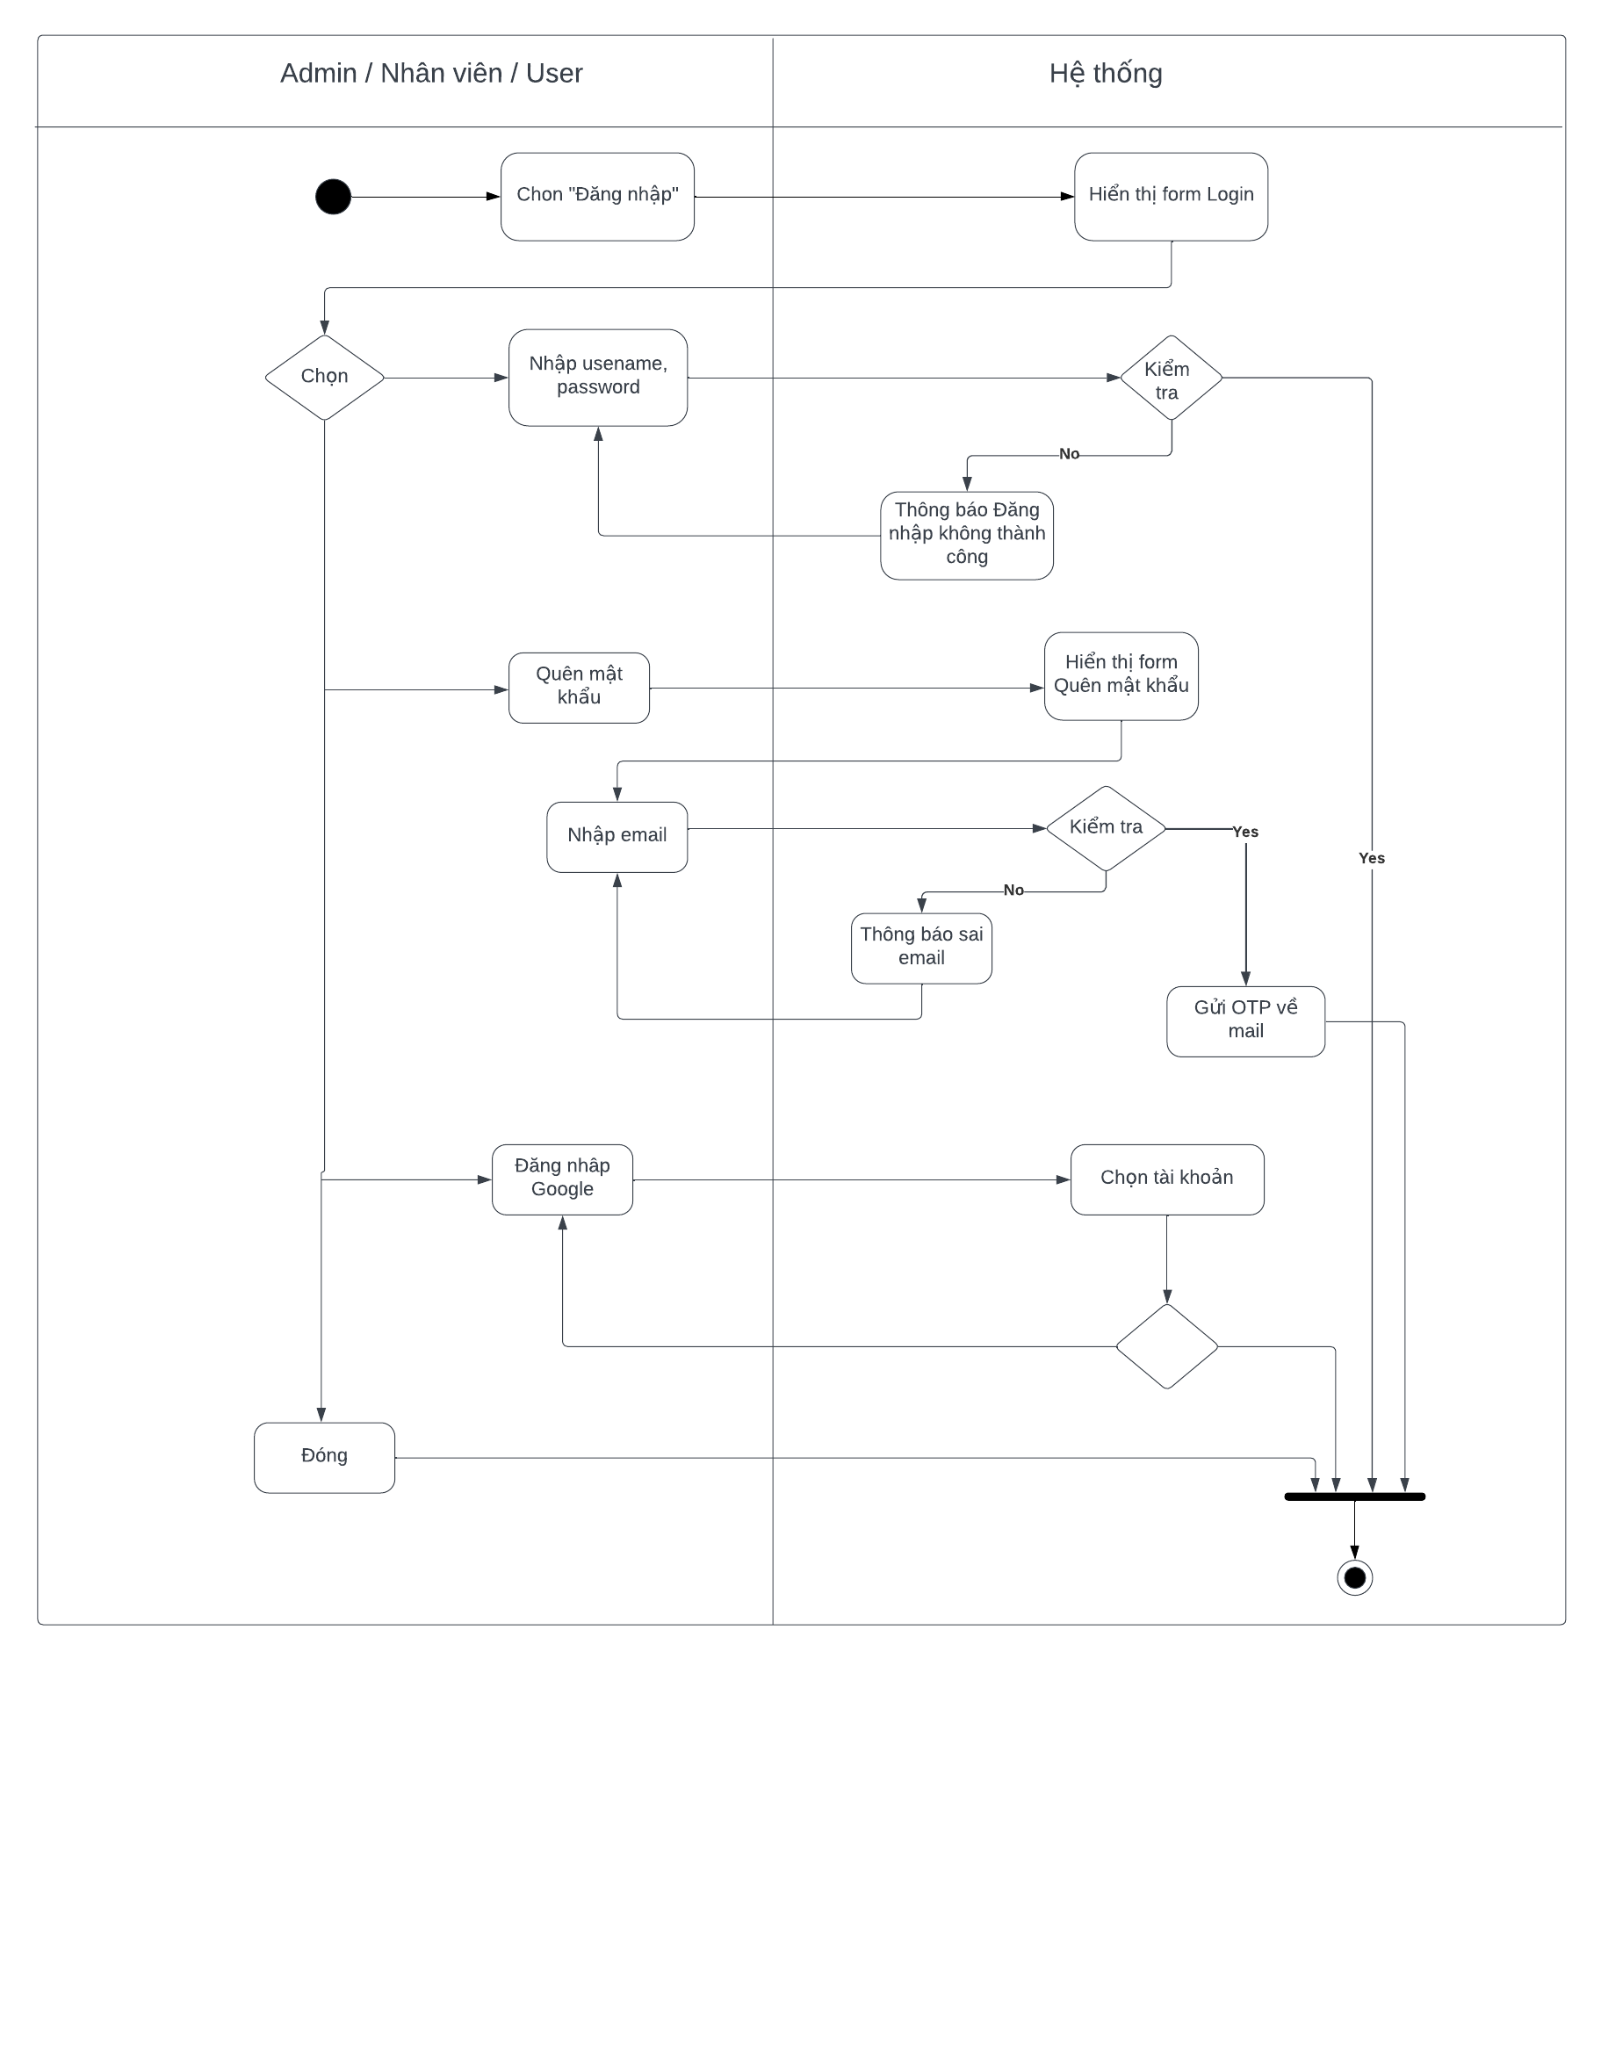 Admin / Nhân viên / User
Hệ thống
Chon "Đăng nhập"
Hiển thị form Login
Chọn
Nhập usename,
password
Kiểm
tra
No
Thông báo Đăng
nhập không thành
công
Quên mật
khẩu
Hiển thị form
Quên mật khẩu
Nhập email
Kiểm tra
Yes
Yes
No
Thông báo sai
email
Gửi OTP về
mail
Đăng nhâp
Google
Chọn tài khoản
Đóng